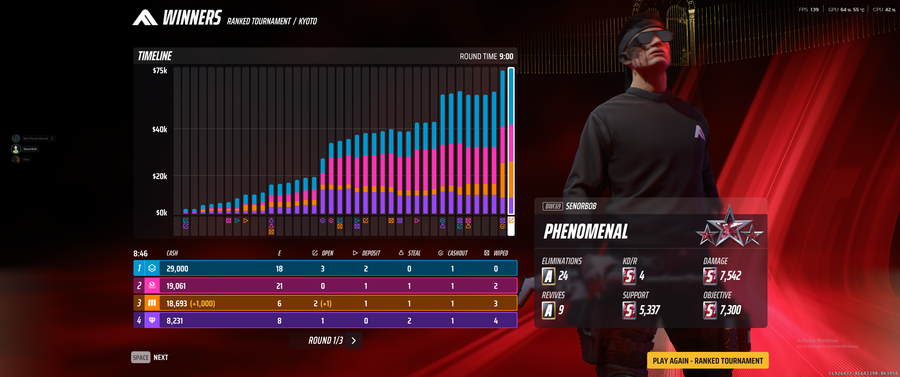 WINNERS RANKED TOURNAMENT / KYOTO
FPS 139 GPU 64 % 55 °C CPU 42 %
TIMELINE ROUND TIME 9:00
$75k
$40k
$20k
$0k
8:46 CASH E OPEN DEPOSIT STEAL CASHOUT WIPED
1 29,000 18 3 2 0 1 0
2 19,061 21 0 1 1 1 2
3 18,693 (+1,000) 6 2 (+1) 1 1 1 3
4 8,231 8 1 0 2 1 4
ROUND 1/3
SPACE NEXT
SENORBOB
PHENOMENAL
ELIMINATIONS KD/R DAMAGE
A 24 S 4 S 7,542
REVIVES SUPPORT OBJECTIVE
A 9 S 5,337 S 7,300
PLAY AGAIN - RANKED TOURNAMENT
Activate Windows